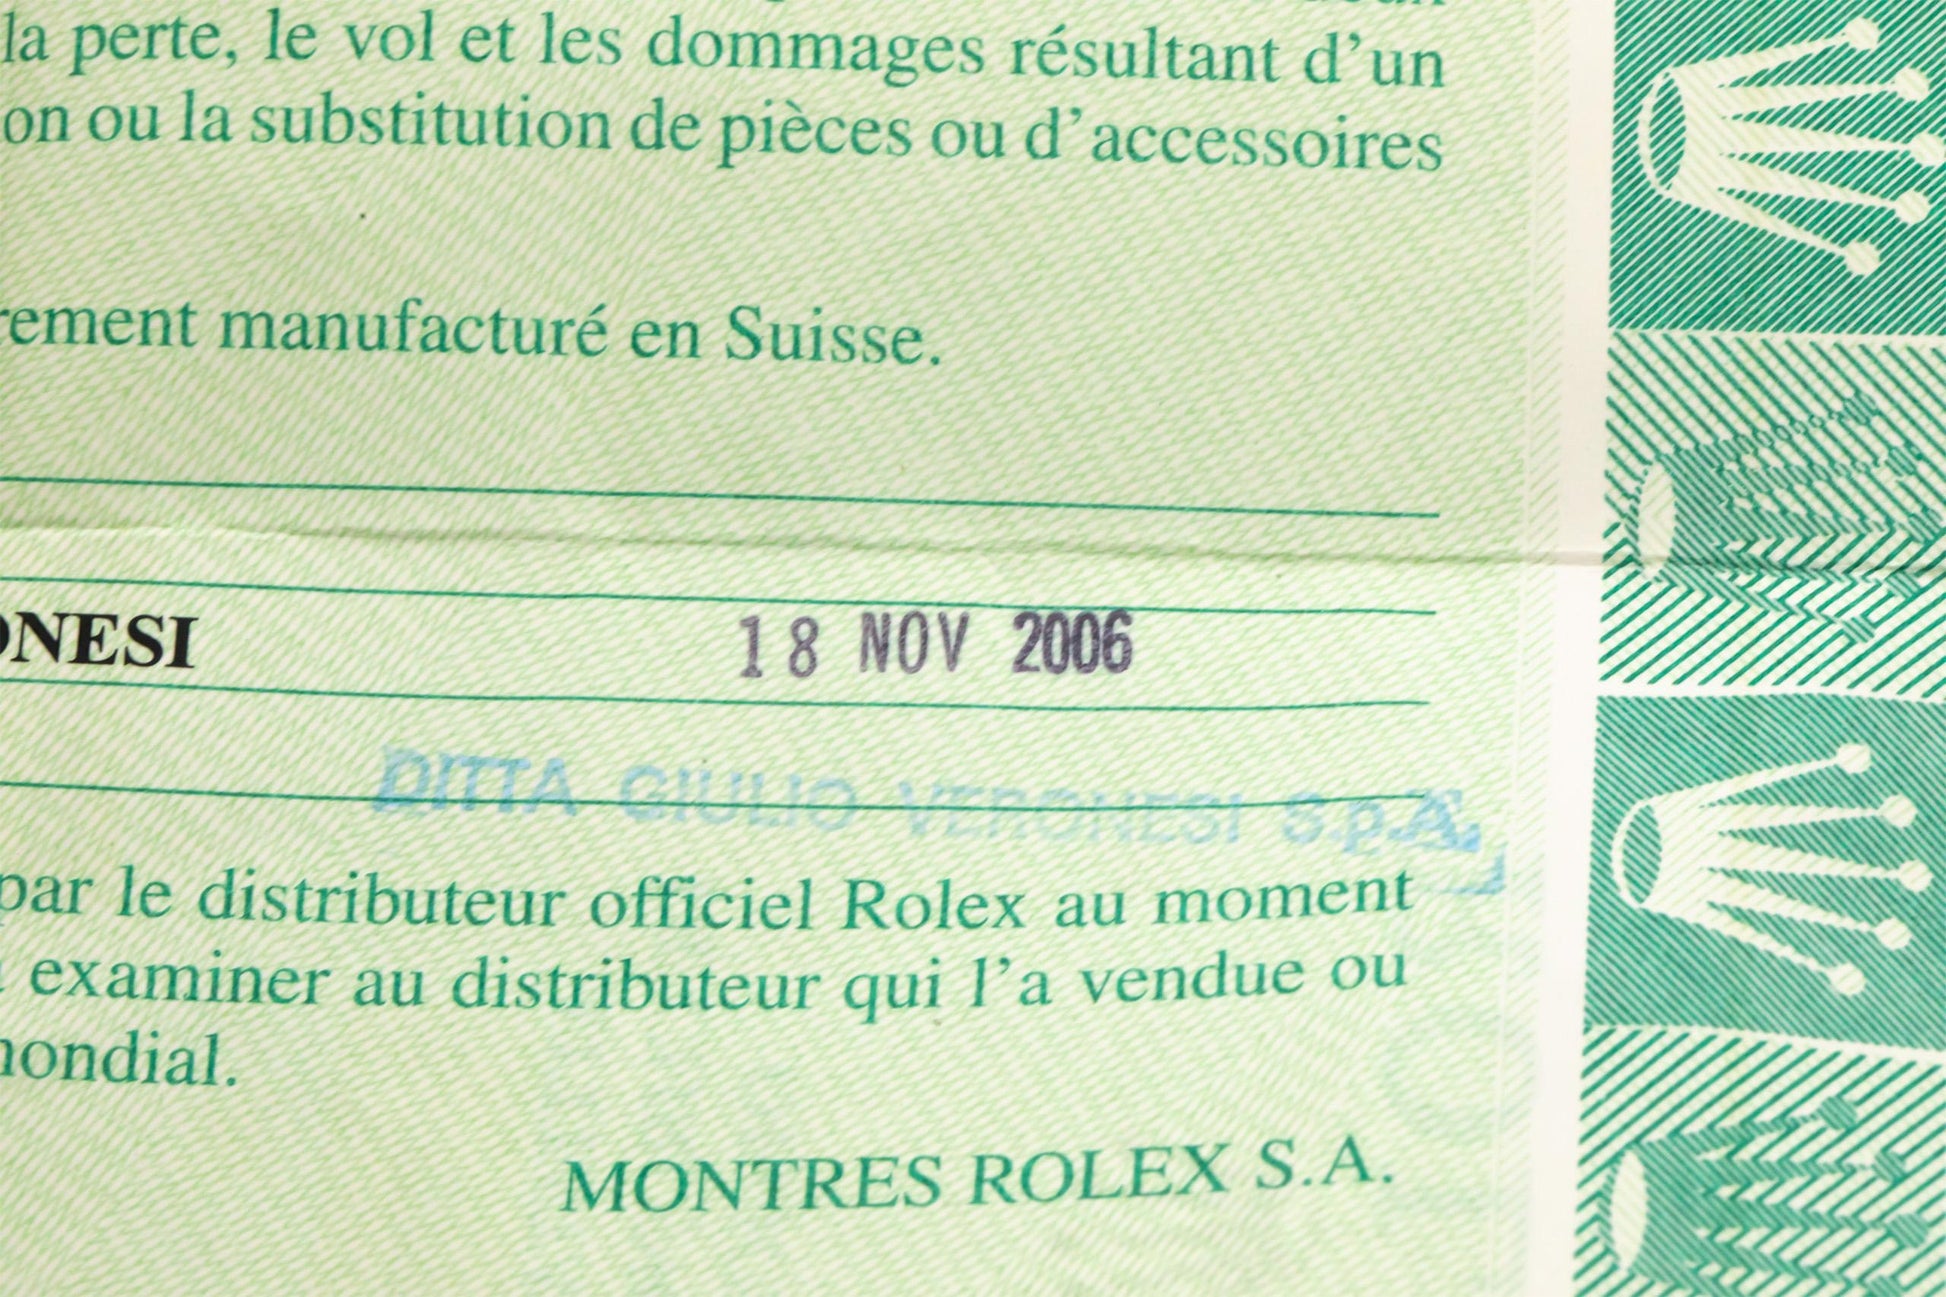 la perte, le vol et les dommages résultant d'un
on ou la substitution de pièces ou d'accessoires
rement manufacturé en Suisse.
ONESI 18 NOV 2006
DITTA GIULIO VERONESI S.p.A.
par le distributeur officiel Rolex au moment
examiner au distributeur qui l'a vendue ou
mondial.
MONTRES ROLEX S.A.